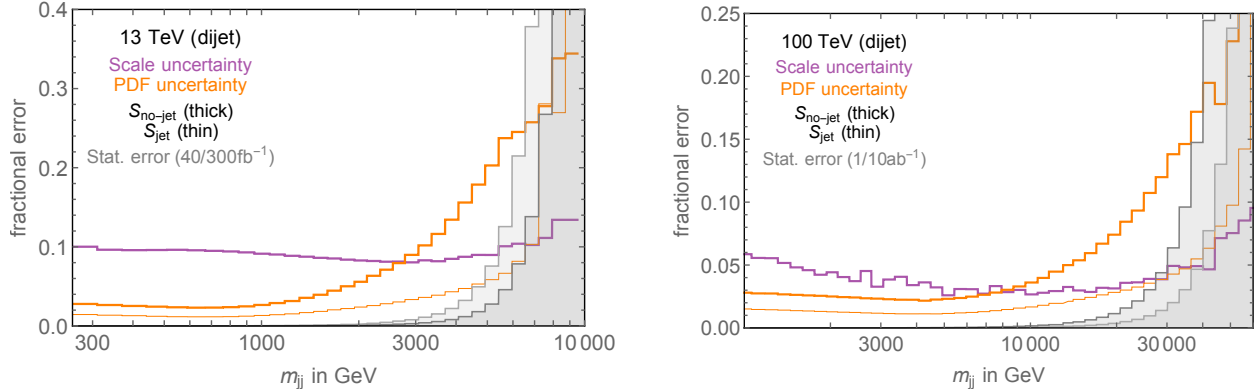 13 TeV (dijet)
Scale uncertainty
PDF uncertainty
S_no-jet (thick)
S_jet (thin)
Stat. error (40/300fb⁻¹)
fractional error
0.4
0.3
0.2
0.1
0.0
300
1000
3000
10 000
m_jj in GeV
100 TeV (dijet)
Scale uncertainty
PDF uncertainty
S_no-jet (thick)
S_jet (thin)
Stat. error (1/10ab⁻¹)
fractional error
0.25
0.20
0.15
0.10
0.05
0.00
3000
10 000
30 000
m_jj in GeV